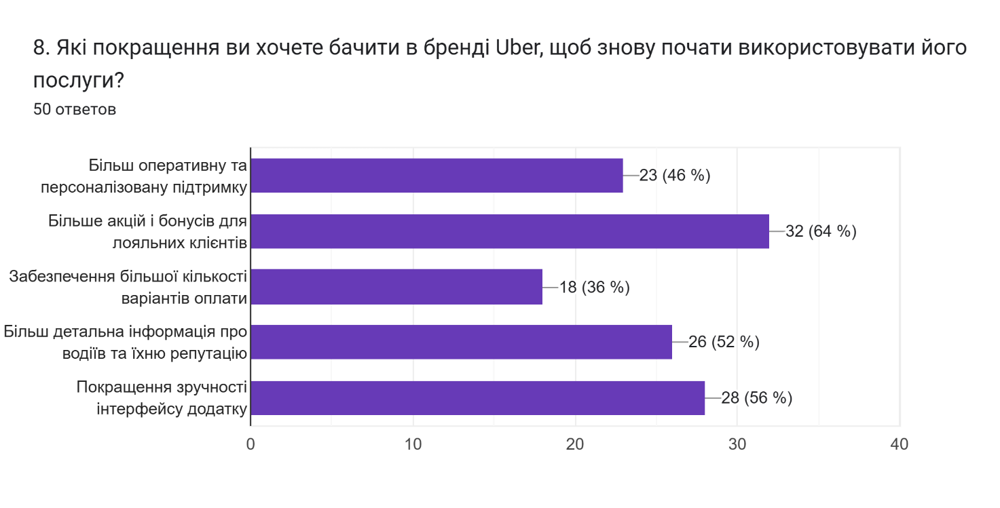 8. Які покращення ви хочете бачити в бренді Uber, щоб знову почати використовувати його
послуги?
50 ответов
Більш оперативну та
персоналізовану підтримку
23 (46 %)
Більше акцій і бонусів для
лояльних клієнтів
32 (64 %)
Забезпечення більшої кількості
варіантів оплати
18 (36 %)
Більш детальна інформація про
водіїв та їхню репутацію
26 (52 %)
Покращення зручності
інтерфейсу додатку
28 (56 %)
0 10 20 30 40